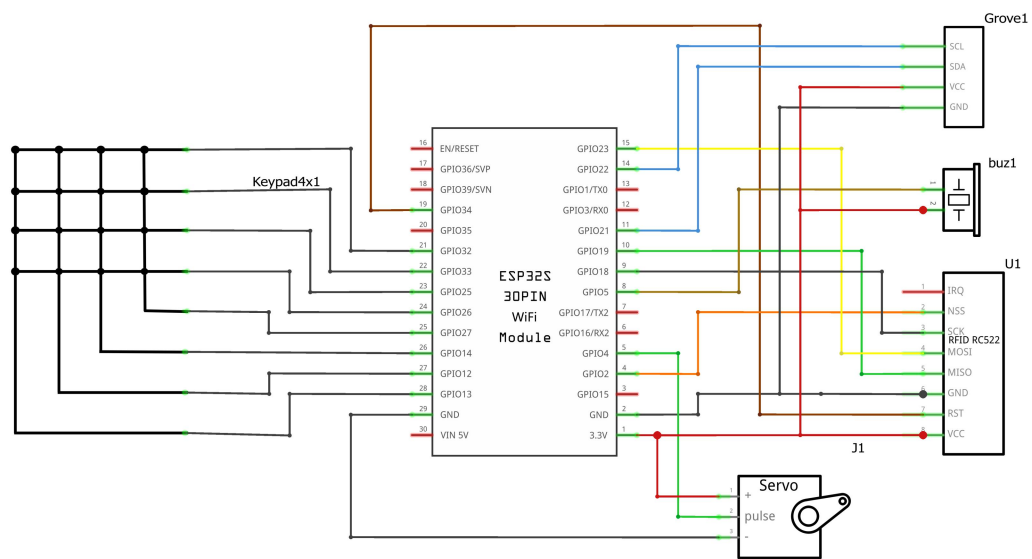 Grove1
SCL
SDA
VCC
GND
buz1
1
2
Keypad4x1
16 EN/RESET
17 GPIO36/SVP
18 GPIO39/SVN
19 GPIO34
20 GPIO35
21 GPIO32
22 GPIO33
23 GPIO25
24 GPIO26
25 GPIO27
26 GPIO14
27 GPIO12
28 GPIO13
29 GND
30 VIN 5V
ESP32S
30PIN
WiFi
Module
GPIO23 15
GPIO22 14
GPIO1/TX0 13
GPIO3/RX0 12
GPIO21 11
GPIO19 10
GPIO18 9
GPIO5 8
GPIO17/TX2 7
GPIO16/RX2 6
GPIO4 5
GPIO2 4
GPIO15 3
GND 2
3.3V 1
U1
1 IRQ
2 NSS
3 SCK
RFID RC522
4 MOSI
5 MISO
6 GND
7 RST
8 VCC
J1
Servo
1 +
2 pulse
3 -